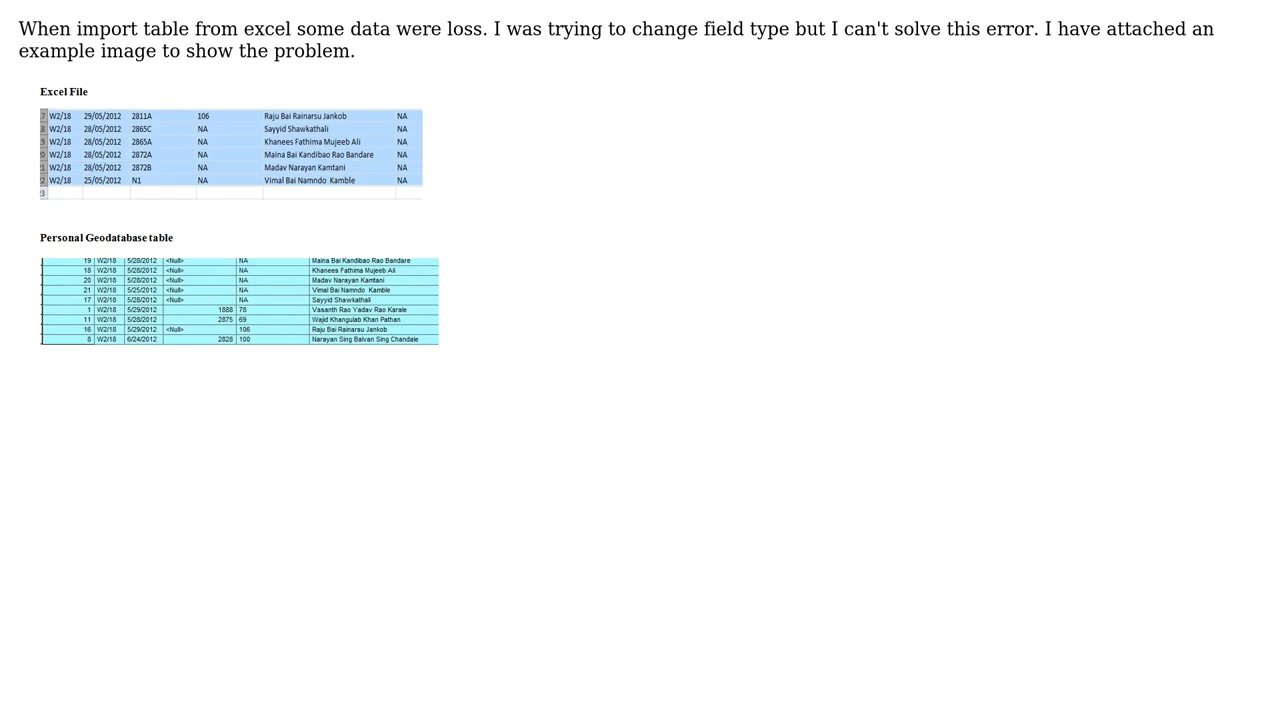 When import table from excel some data were loss. I was trying to change field type but I can't solve this error. I have attached an
example image to show the problem.
Excel File
7 W2/18 29/05/2012 2811A 106 Raju Bai Rainarsu Jankob NA
8 W2/18 28/05/2012 2865C NA Sayyid Shawkathali NA
9 W2/18 28/05/2012 2865A NA Khanees Fathima Mujeeb Ali NA
0 W2/18 28/05/2012 2872A NA Maina Bai Kandibao Rao Bandare NA
1 W2/18 28/05/2012 2872B NA Madav Narayan Kamtani NA
2 W2/18 25/05/2012 N1 NA Vimal Bai Namndo Kamble NA
3
Personal Geodatabase table
19 W2/18 5/28/2012 <Null> NA Maina Bai Kandibao Rao Bandare
18 W2/18 5/28/2012 <Null> NA Khanees Fathima Mujeeb Ali
20 W2/18 5/28/2012 <Null> NA Madav Narayan Kamtani
21 W2/18 5/25/2012 <Null> NA Vimal Bai Namndo Kamble
17 W2/18 5/28/2012 <Null> NA Sayyid Shawkathali
1 W2/18 5/29/2012 1888 78 Vasanth Rao Yadav Rao Karale
11 W2/18 5/28/2012 2875 69 Wajid Khangulab Khan Pathan
16 W2/18 5/29/2012 <Null> 106 Raju Bai Rainarsu Jankob
8 W2/18 6/24/2012 2828 100 Narayan Sing Balvan Sing Chandale